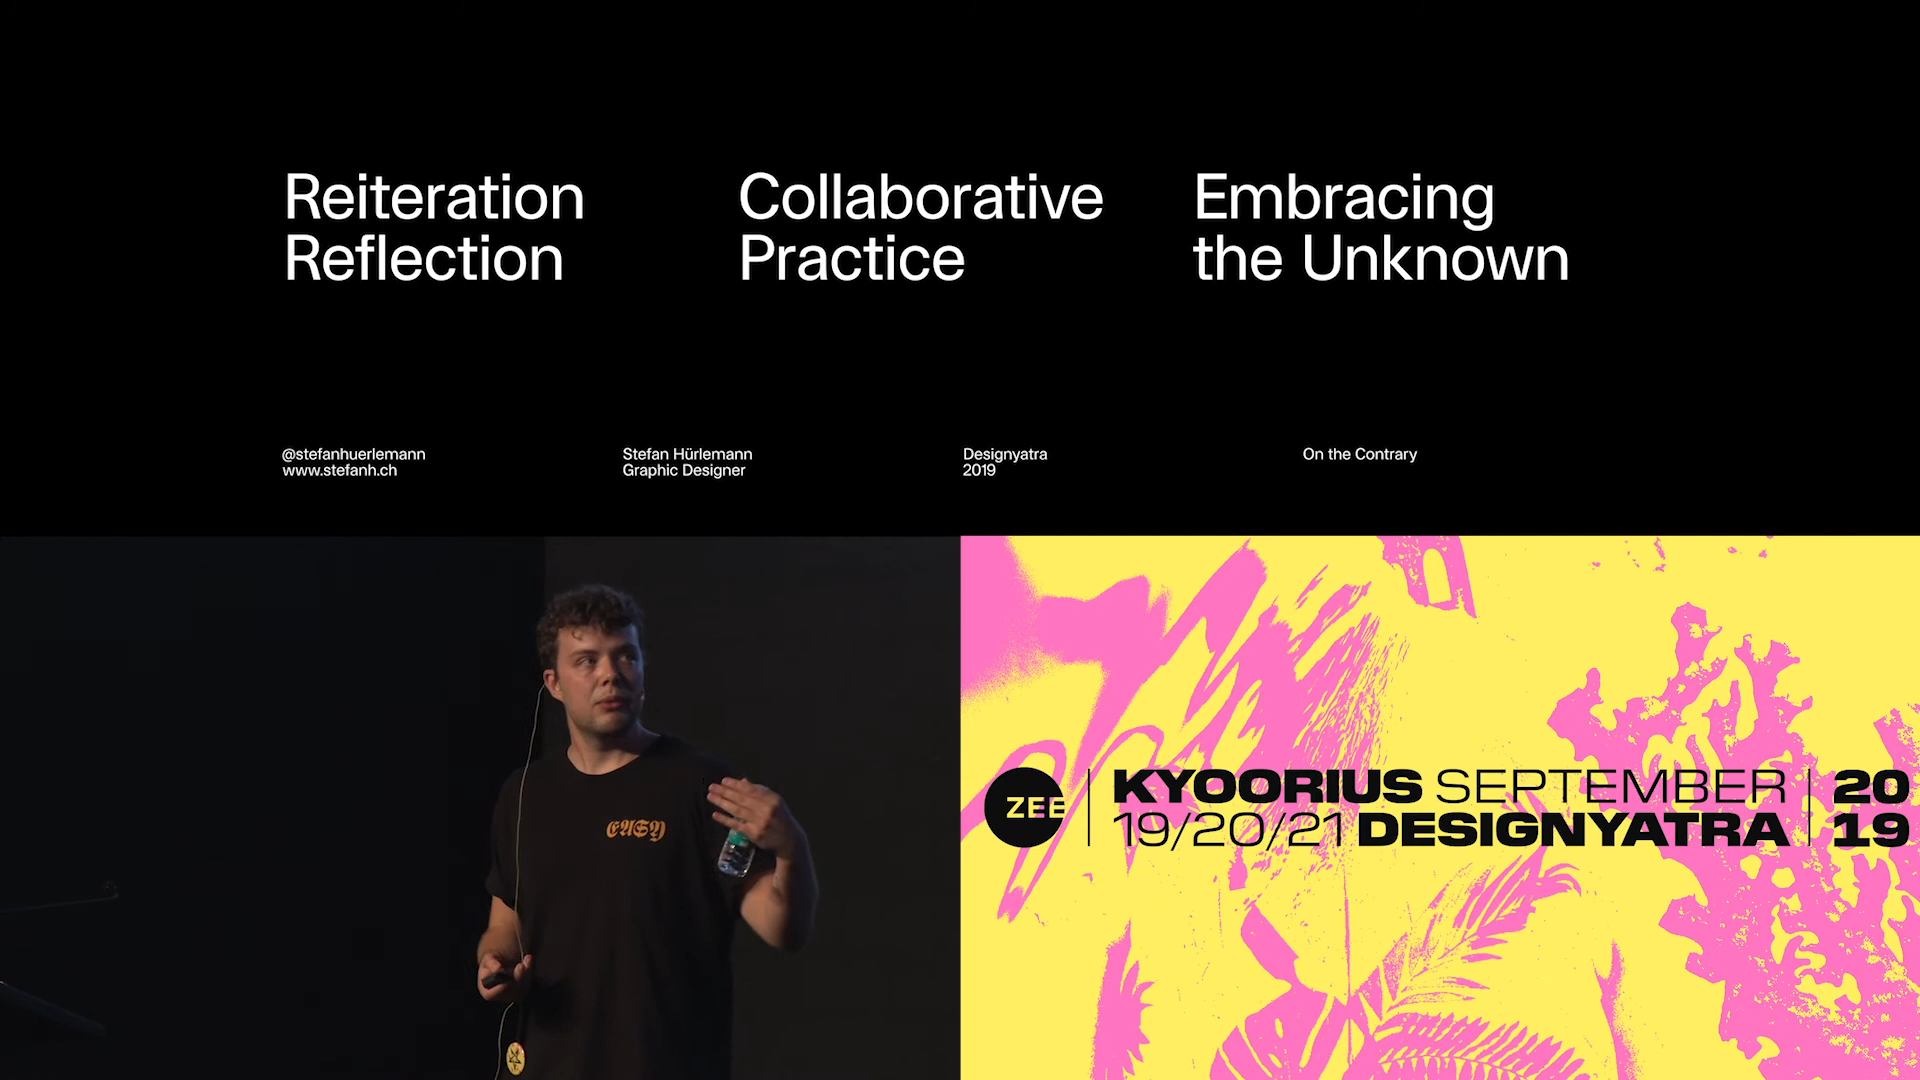 Reiteration
Reflection
Collaborative
Practice
Embracing
the Unknown
@stefanhuerlemann
www.stefanh.ch
Stefan Hürlemann
Graphic Designer
Designyatra
2019
On the Contrary
EASY
ZEE
KYOORIUS SEPTEMBER
19/20/21 DESIGNYATRA
20
19